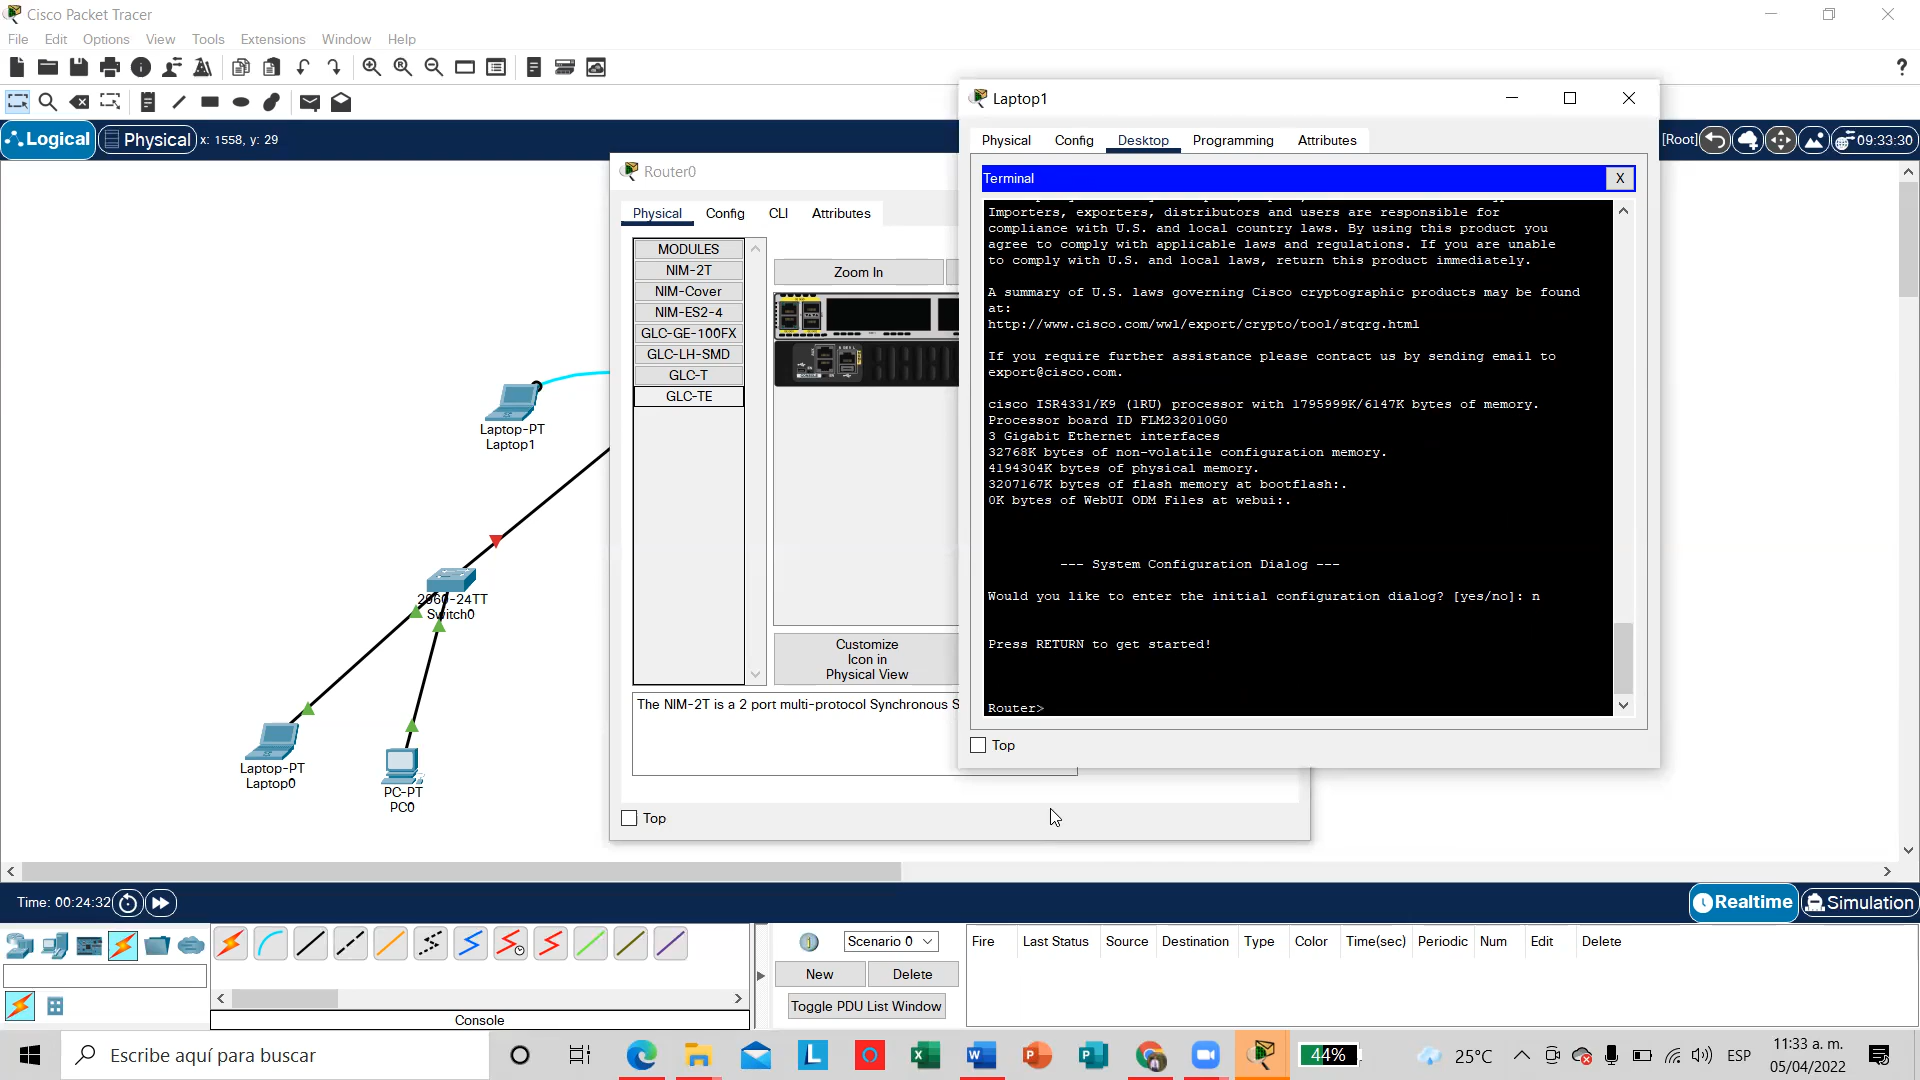 Cisco Packet Tracer
File Edit Options View Tools Extensions Window Help
Logical Physical x: 1558, y: 29
[Root] 09:33:30
Router0
Physical Config CLI Attributes
MODULES
NIM-2T
NIM-Cover
NIM-ES2-4
GLC-GE-100FX
GLC-LH-SMD
GLC-T
GLC-TE
Zoom In
Customize
Icon in
Physical View
The NIM-2T is a 2 port multi-protocol Synchronous S
Top
Laptop1
Physical Config Desktop Programming Attributes
Terminal
X
Importers, exporters, distributors and users are responsible for
compliance with U.S. and local country laws. By using this product you
agree to comply with applicable laws and regulations. If you are unable
to comply with U.S. and local laws, return this product immediately.
A summary of U.S. laws governing Cisco cryptographic products may be found
at:
http://www.cisco.com/wwl/export/crypto/tool/stqrg.html
If you require further assistance please contact us by sending email to
export@cisco.com.
cisco ISR4331/K9 (1RU) processor with 1795999K/6147K bytes of memory.
Processor board ID FLM232010G0
3 Gigabit Ethernet interfaces
32768K bytes of non-volatile configuration memory.
4194304K bytes of physical memory.
3207167K bytes of flash memory at bootflash:.
0K bytes of WebUI ODM Files at webui:.
--- System Configuration Dialog ---
Would you like to enter the initial configuration dialog? [yes/no]: n
Press RETURN to get started!
Router>
Top
Laptop-PT
Laptop1
2960-24TT
Switch0
Laptop-PT
Laptop0
PC-PT
PC0
Time: 00:24:32
Realtime Simulation
Scenario 0
New Delete
Toggle PDU List Window
Fire Last Status Source Destination Type Color Time(sec) Periodic Num Edit Delete
Console
Escribe aquí para buscar
44%
25°C
ESP
11:33 a. m.
05/04/2022